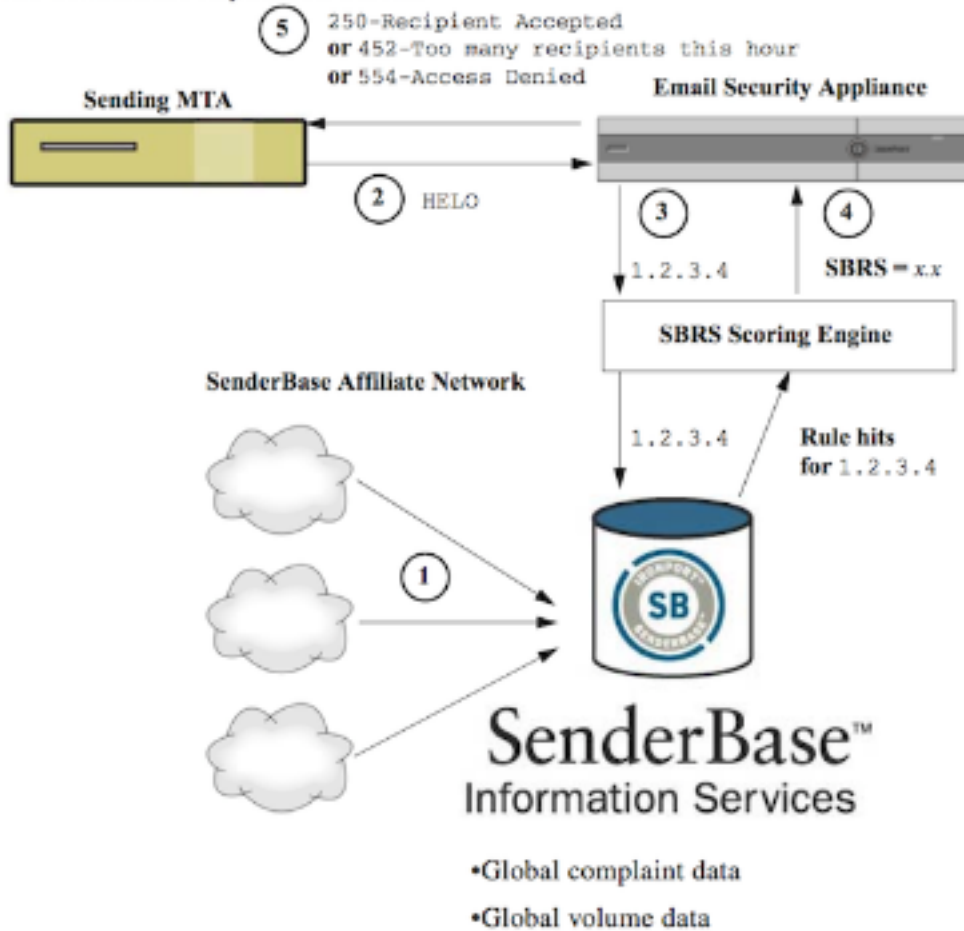 5
250-Recipient Accepted
or 452-Too many recipients this hour
or 554-Access Denied
Sending MTA
Email Security Appliance
2
HELO
3
4
1.2.3.4
SBRS = x.x
SBRS Scoring Engine
SenderBase Affiliate Network
1.2.3.4
Rule hits
for 1.2.3.4
1
IRONPORT
SB
SENDERBASE
SenderBase™
Information Services
•Global complaint data
•Global volume data